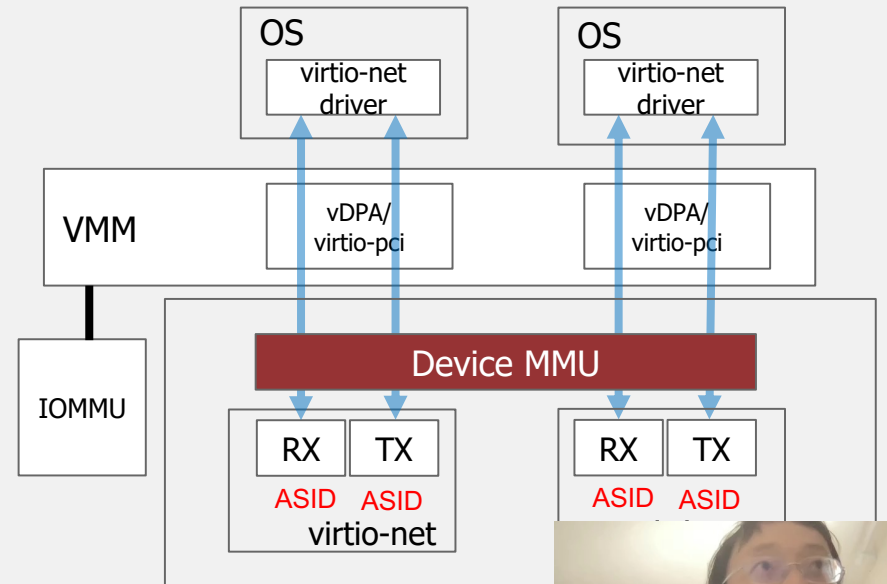 OS
virtio-net
driver
OS
virtio-net
driver
VMM
vDPA/
virtio-pci
vDPA/
virtio-pci
Device MMU
IOMMU
RX
TX
RX
TX
ASID
ASID
ASID
ASID
virtio-net